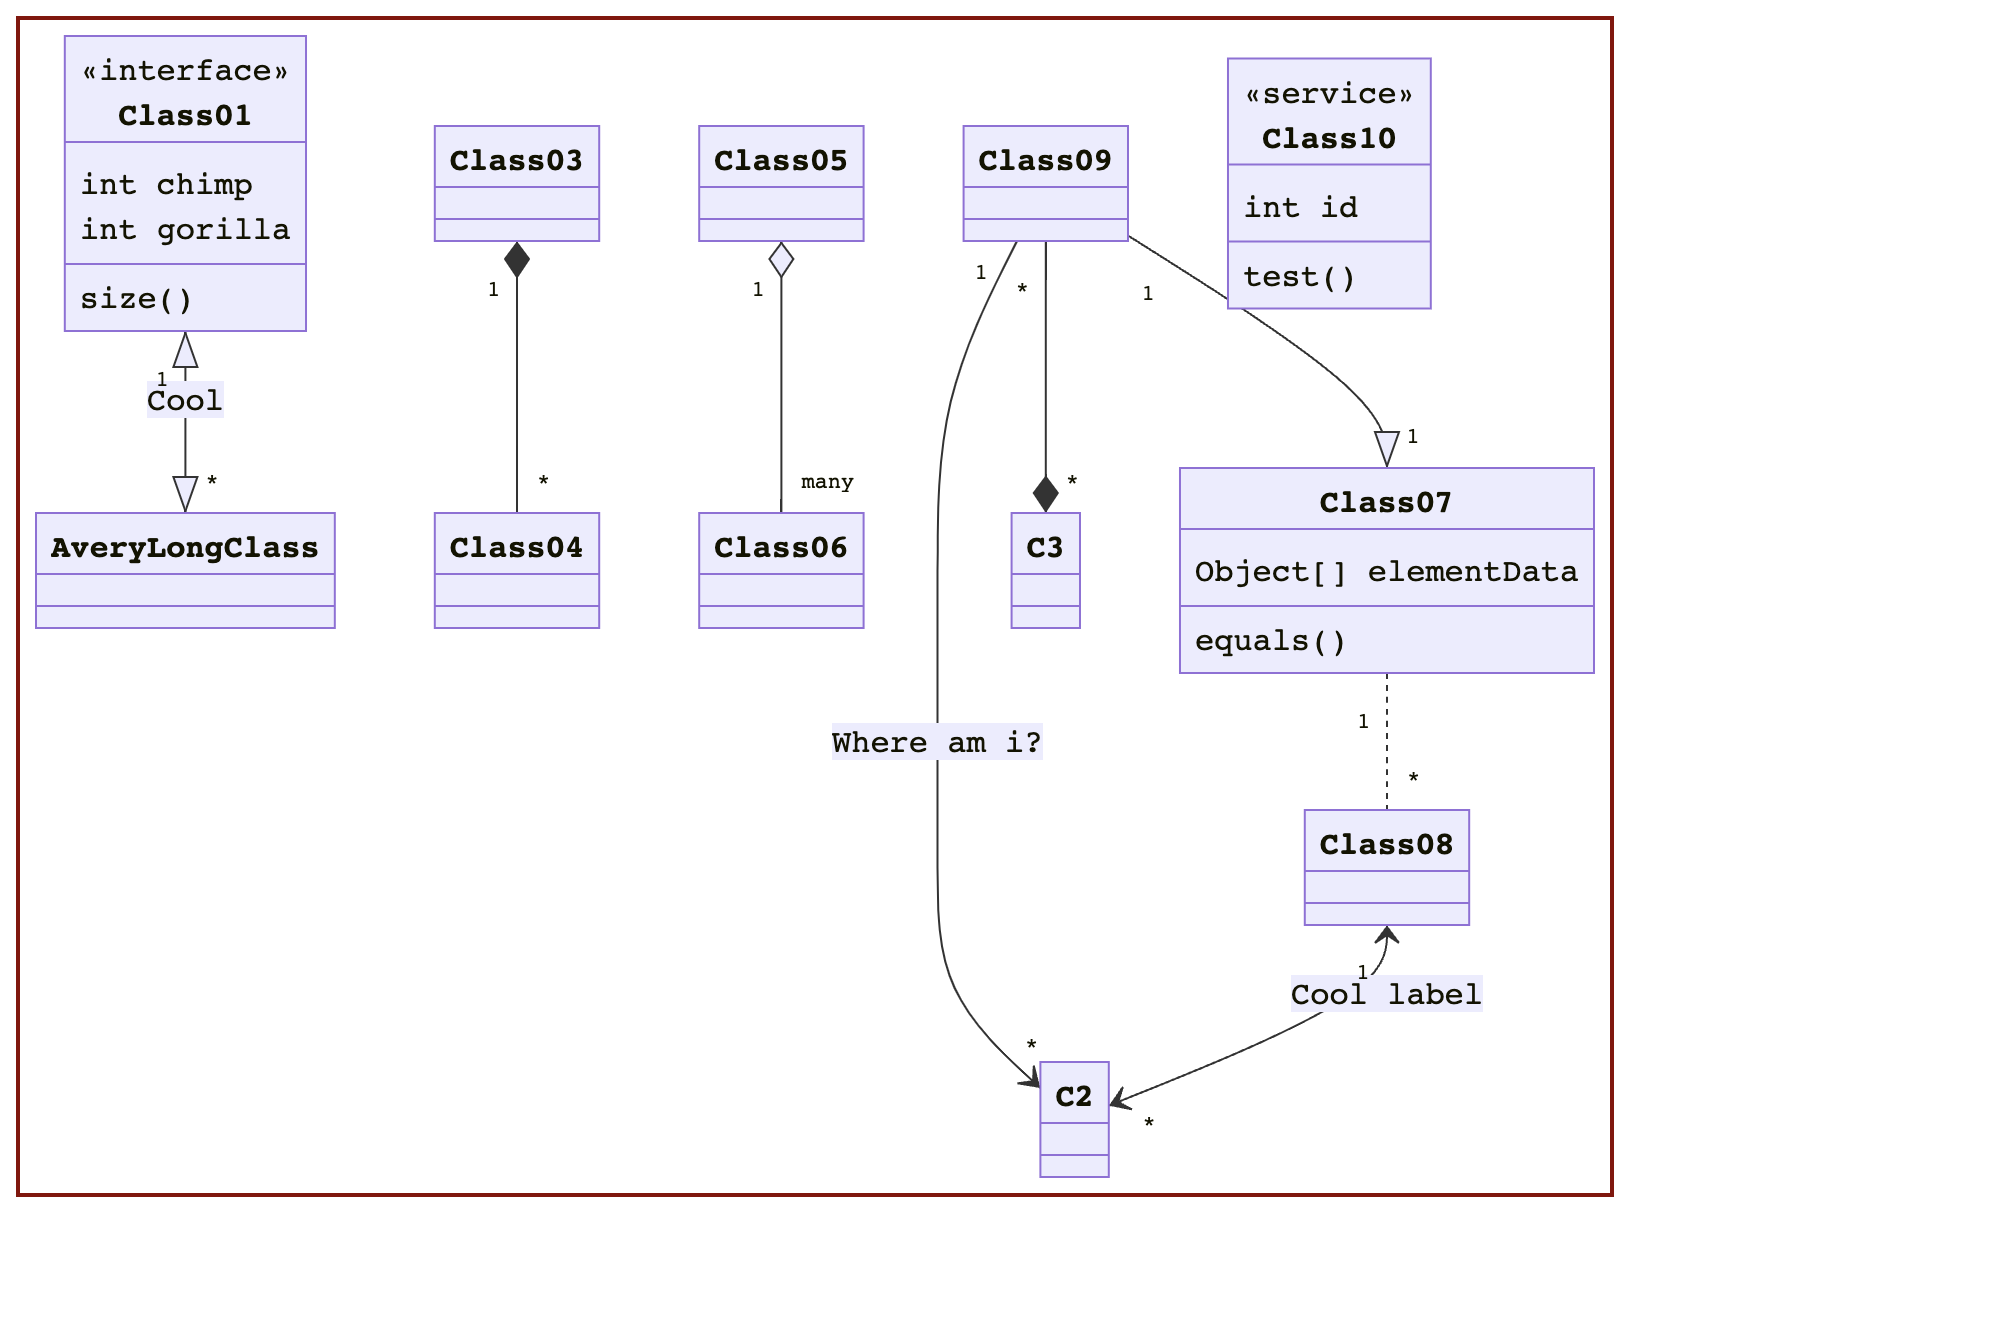 «interface»
Class01
int chimp
int gorilla
size()
1
Cool
*
AveryLongClass
Class03
1
*
Class04
Class05
1
many
Class06
Class09
1
*
1
*
C3
«service»
Class10
int id
test()
1
Class07
Object[] elementData
equals()
1
*
Class08
Where am i?
1
Cool label
*
*
C2